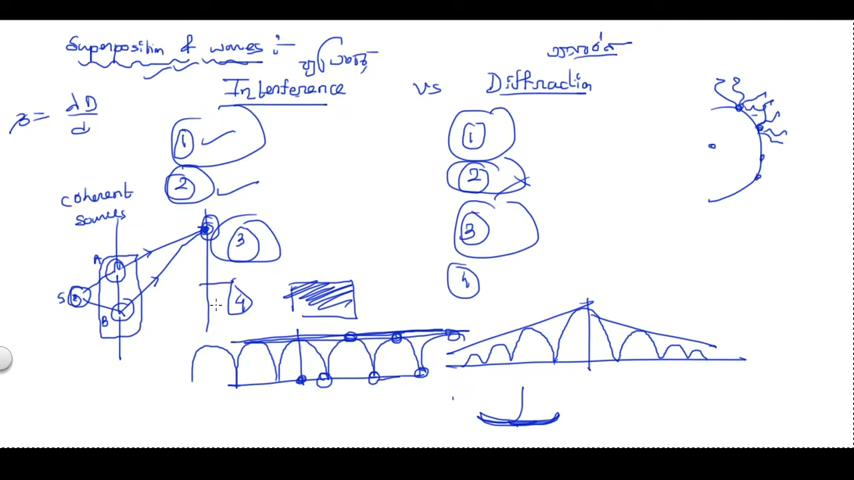 Superposition of waves :-
Interference vs Diffraction
β = λD/d
① ①
② ②
coherent
sources
③ ③
A
S
B
④ ④